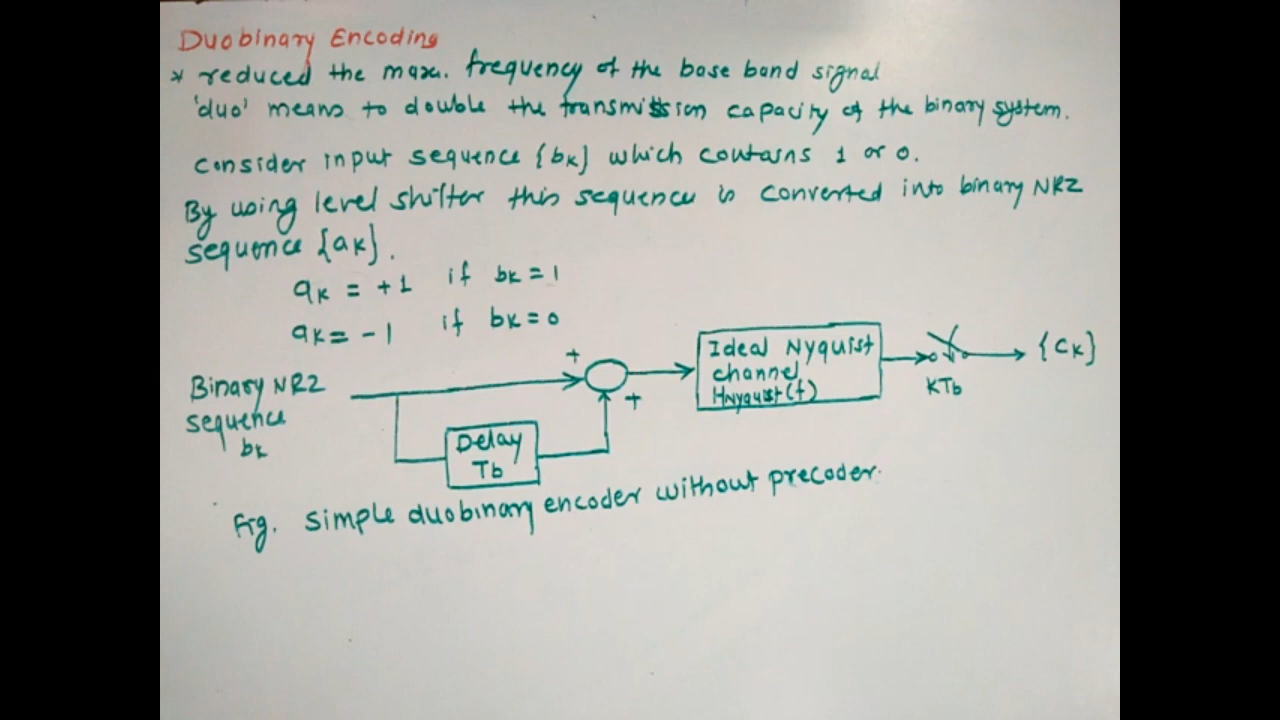 Duobinary Encoding
* reduced the max. frequency of the base band signal
'duo' means to double the transmission capacity of the binary system.
consider input sequence {bk} which contains 1 or 0.
By using level shifter this sequence is converted into binary NRZ
sequence {ak}.
ak = +1 if bk = 1
ak = -1 if bk = 0
Binary NRZ
sequence
bk
+
+
Delay
Tb
Ideal Nyquist
channel
HNyquist(f)
KTb
{ck}
Fig. simple duobinary encoder without precoder.